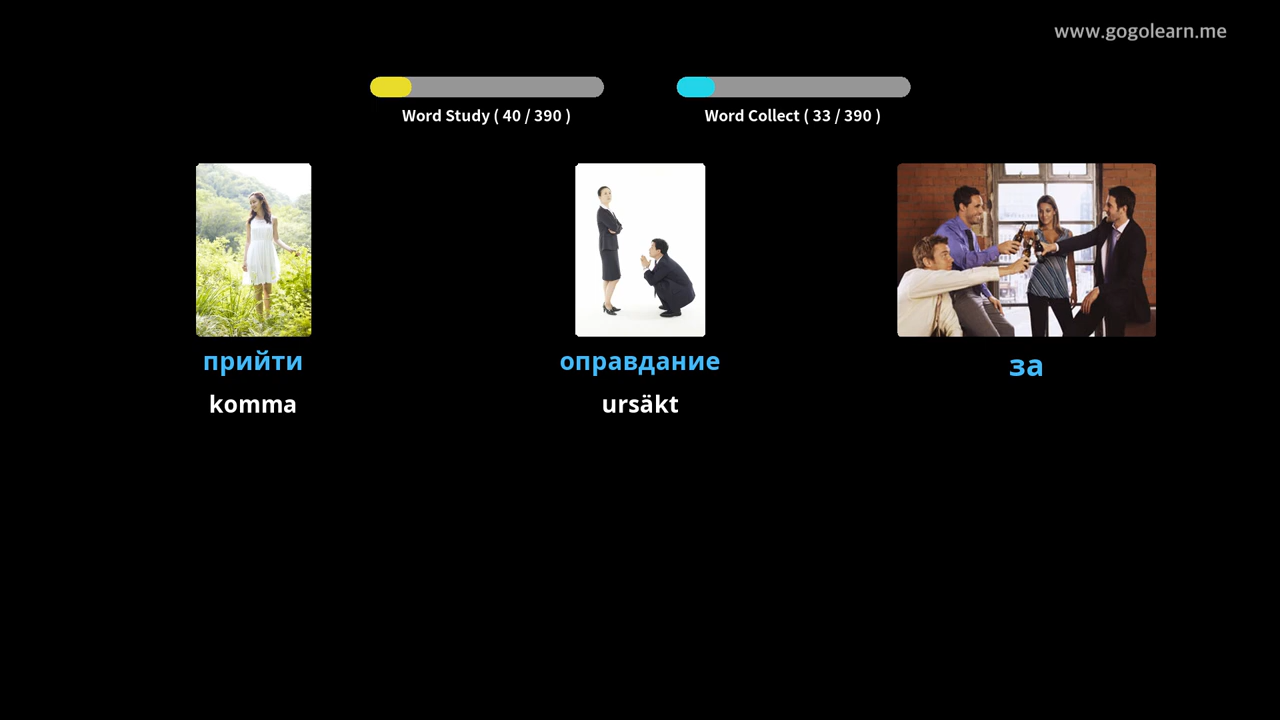 www.gogolearn.me
Word Study ( 40 / 390 )
Word Collect ( 33 / 390 )
прийти
komma
оправдание
ursäkt
за